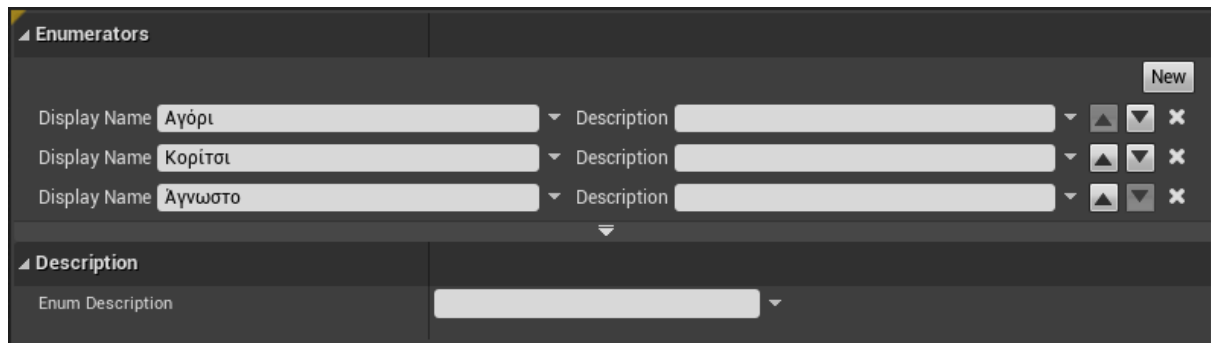 Enumerators
New
Display Name Αγόρι Description
Display Name Κορίτσι Description
Display Name Άγνωστο Description
Description
Enum Description